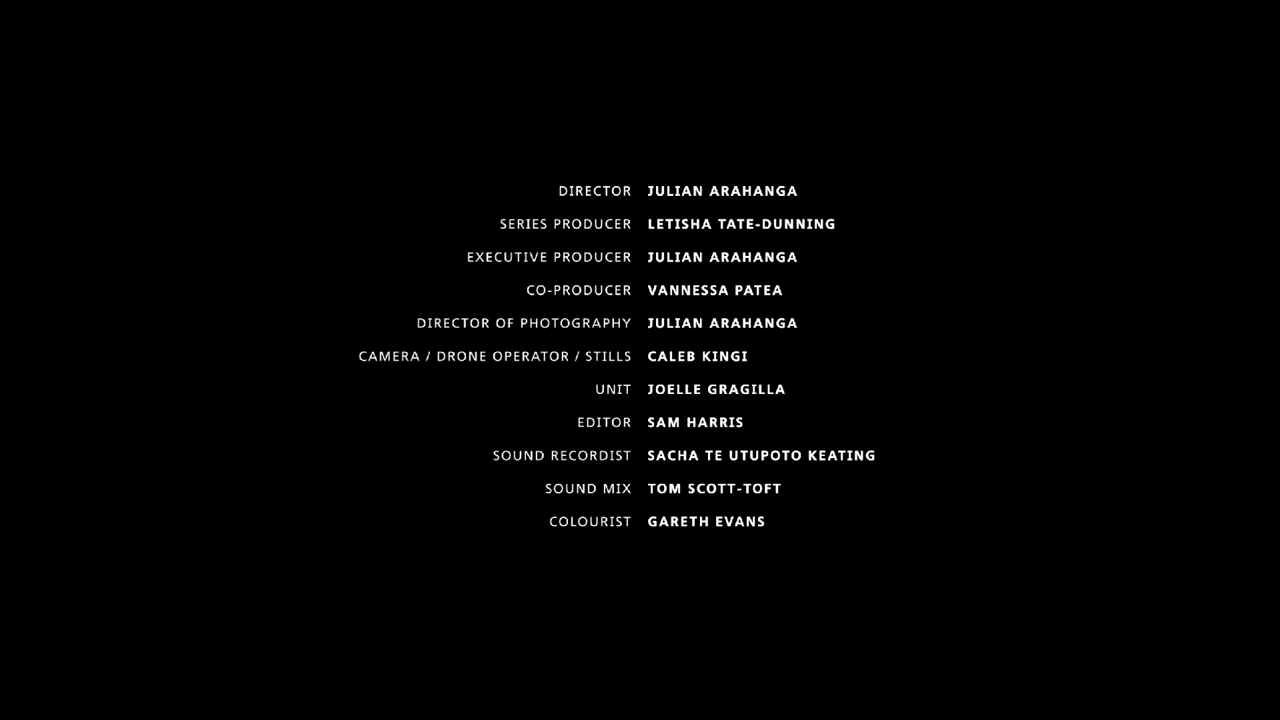 DIRECTOR JULIAN ARAHANGA
SERIES PRODUCER LETISHA TATE-DUNNING
EXECUTIVE PRODUCER JULIAN ARAHANGA
CO-PRODUCER VANNESSA PATEA
DIRECTOR OF PHOTOGRAPHY JULIAN ARAHANGA
CAMERA / DRONE OPERATOR / STILLS CALEB KINGI
UNIT JOELLE GRAGILLA
EDITOR SAM HARRIS
SOUND RECORDIST SACHA TE UTUPOTO KEATING
SOUND MIX TOM SCOTT-TOFT
COLOURIST GARETH EVANS